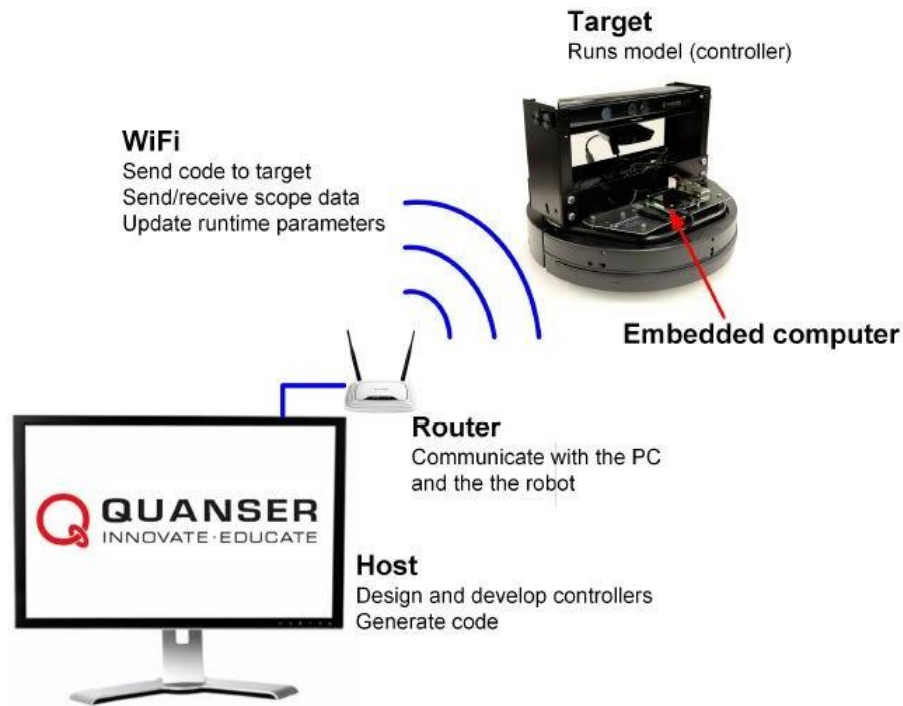 Target
Runs model (controller)
WiFi
Send code to target
Send/receive scope data
Update runtime parameters
QUANSER
Embedded computer
Router
Communicate with the PC
and the the robot
QUANSER
INNOVATE·EDUCATE
Host
Design and develop controllers
Generate code